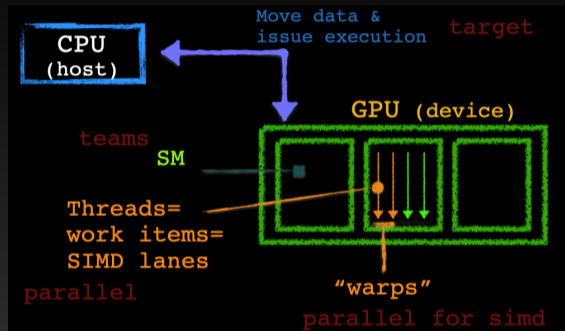 Move data &
issue execution
target
CPU
(host)
GPU (device)
teams
SM
Threads=
work items=
SIMD lanes
parallel
“warps”
parallel for simd